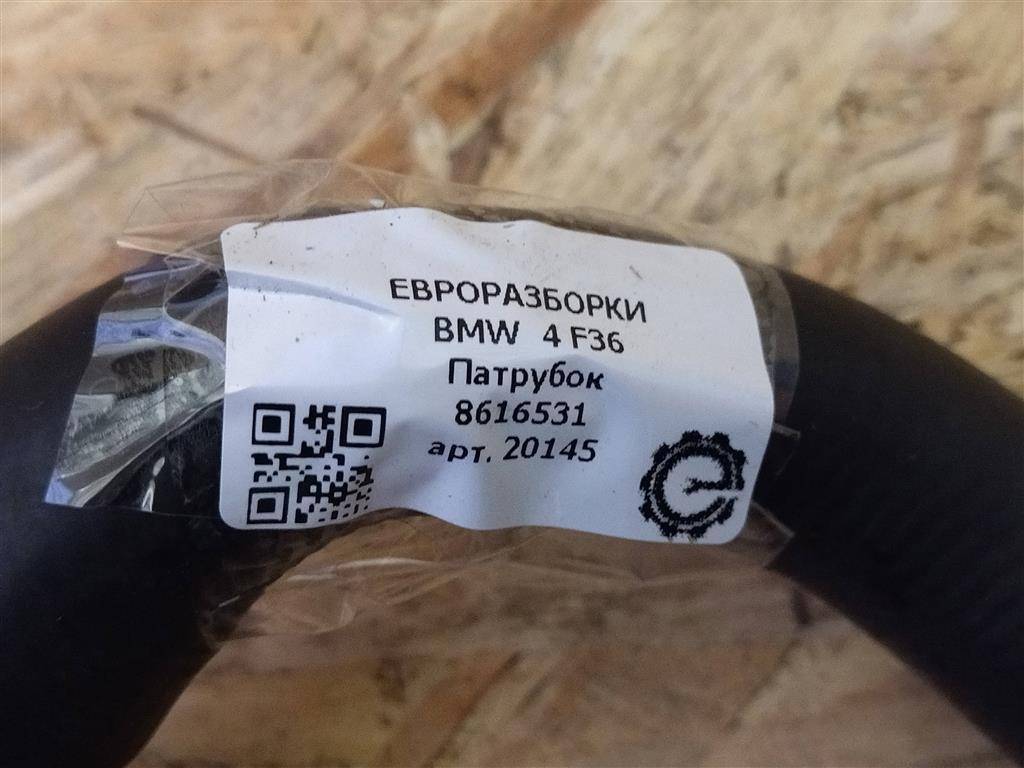 ЕВРОРАЗБОРКИ
BMW 4 F36
Патрубок
8616531
арт. 20145